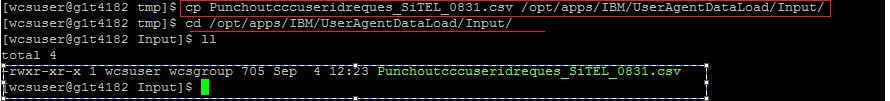 [wcsuser@g1t4182 tmp]$ cp Punchoutcccuseridreques_SiTEL_0831.csv /opt/apps/IBM/UserAgentDataLoad/Input/
[wcsuser@g1t4182 tmp]$ cd /opt/apps/IBM/UserAgentDataLoad/Input/
[wcsuser@g1t4182 Input]$ ll
total 4
-rwxr-xr-x 1 wcsuser wcsgroup 705 Sep  4 12:23 Punchoutcccuseridreques_SiTEL_0831.csv
[wcsuser@g1t4182 Input]$